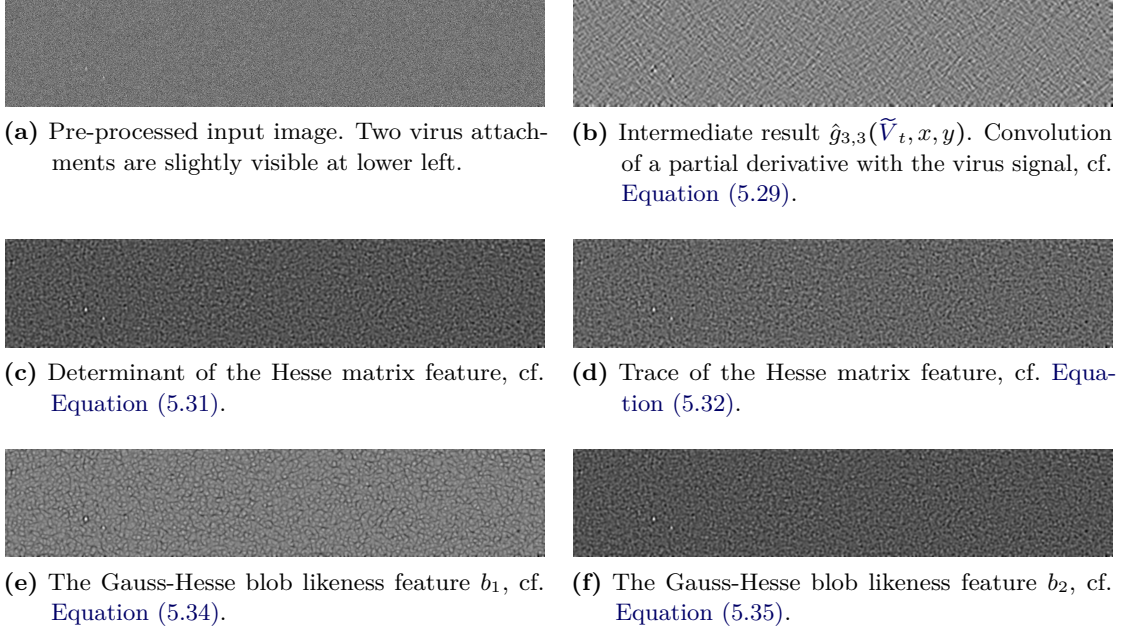 (a) Pre-processed input image. Two virus attach-
ments are slightly visible at lower left.
(b) Intermediate result ĝ3,3(Ṽt, x, y). Convolution
of a partial derivative with the virus signal, cf.
Equation (5.29).
(c) Determinant of the Hesse matrix feature, cf.
Equation (5.31).
(d) Trace of the Hesse matrix feature, cf. Equa-
tion (5.32).
(e) The Gauss-Hesse blob likeness feature b1, cf.
Equation (5.34).
(f) The Gauss-Hesse blob likeness feature b2, cf.
Equation (5.35).